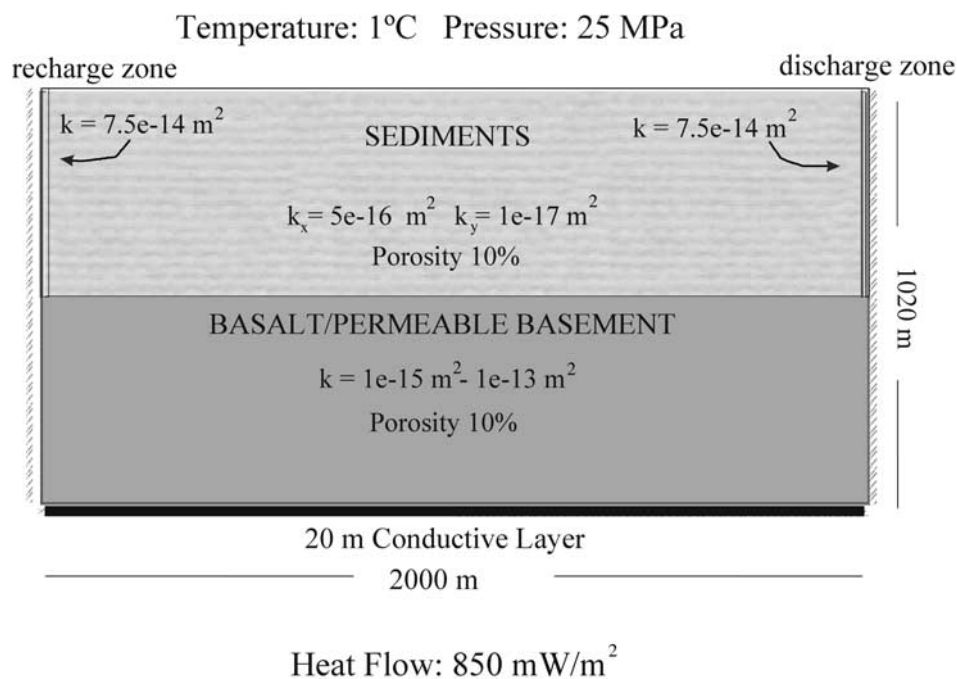 Temperature: 1ºC Pressure: 25 MPa
recharge zone
discharge zone
k = 7.5e-14 m²
k = 7.5e-14 m²
SEDIMENTS
kₓ= 5e-16 m² k_y= 1e-17 m²
Porosity 10%
BASALT/PERMEABLE BASEMENT
k = 1e-15 m²- 1e-13 m²
Porosity 10%
1020 m
20 m Conductive Layer
2000 m
Heat Flow: 850 mW/m²